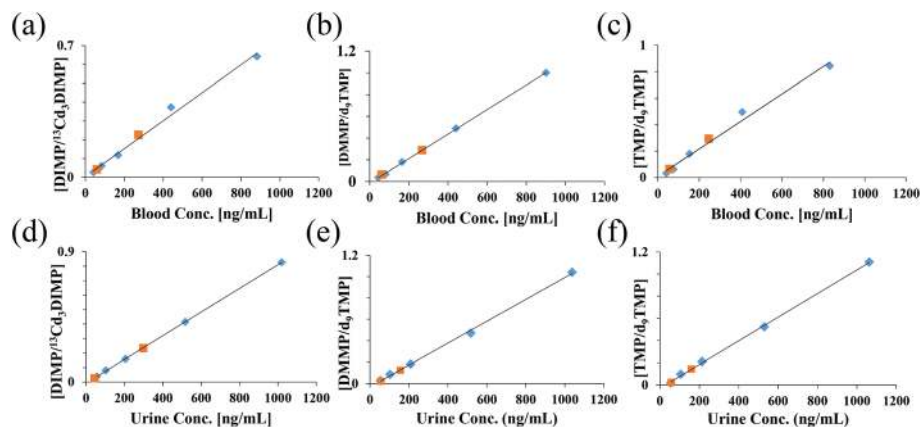 (a)
[DIMP/¹³Cd₃DIMP]
0.7
0
0 200 400 600 800 1000 1200
Blood Conc. [ng/mL]
(b)
[DMMP/d₉TMP]
1.2
0
0 200 400 600 800 1000 1200
Blood Conc. [ng/mL]
(c)
[TMP/d₉TMP]
1
0
0 200 400 600 800 1000 1200
Blood Conc. [ng/mL]
(d)
[DIMP/¹³Cd₃DIMP]
0.9
0
0 200 400 600 800 1000 1200
Urine Conc. [ng/mL]
(e)
[DMMP/d₉TMP]
1.2
0
0 200 400 600 800 1000 1200
Urine Conc. (ng/mL)
(f)
[TMP/d₉TMP]
1.2
0
0 200 400 600 800 1000 1200
Urine Conc. (ng/mL)